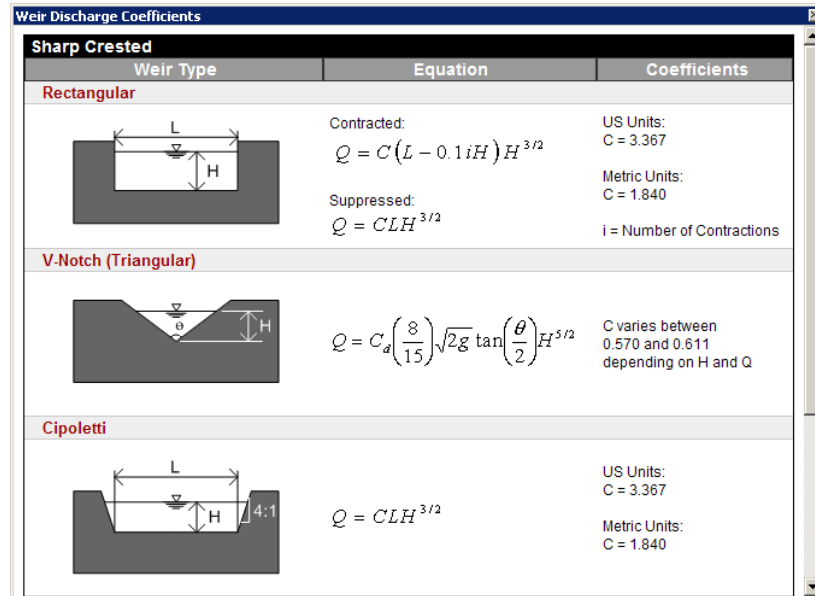 Weir Discharge Coefficients
Sharp Crested
Weir Type Equation Coefficients
Rectangular
L
H
Contracted:
Q = C(L − 0.1iH)H^{3/2}
Suppressed:
Q = CLH^{3/2}
US Units:
C = 3.367
Metric Units:
C = 1.840
i = Number of Contractions
V-Notch (Triangular)
θ
H
Q = C_d(8/15)√2g tan(θ/2)H^{5/2}
C varies between
0.570 and 0.611
depending on H and Q
Cipoletti
L
H
4:1
Q = CLH^{3/2}
US Units:
C = 3.367
Metric Units:
C = 1.840